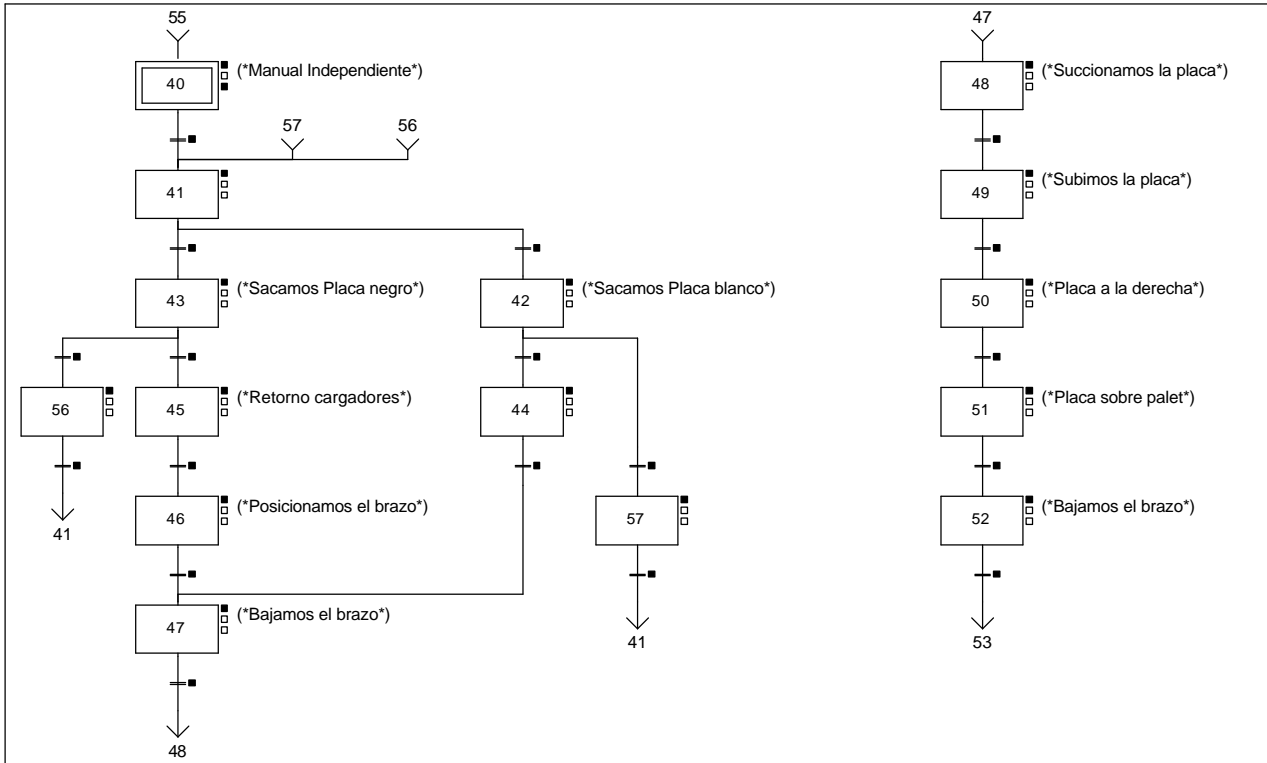 55
40 (*Manual Independiente*)
57 56
41
43 (*Sacamos Placa negro*)
42 (*Sacamos Placa blanco*)
56
45 (*Retorno cargadores*)
44
41
46 (*Posicionamos el brazo*)
57
47 (*Bajamos el brazo*)
41
48
47
48 (*Succionamos la placa*)
49 (*Subimos la placa*)
50 (*Placa a la derecha*)
51 (*Placa sobre palet*)
52 (*Bajamos el brazo*)
53